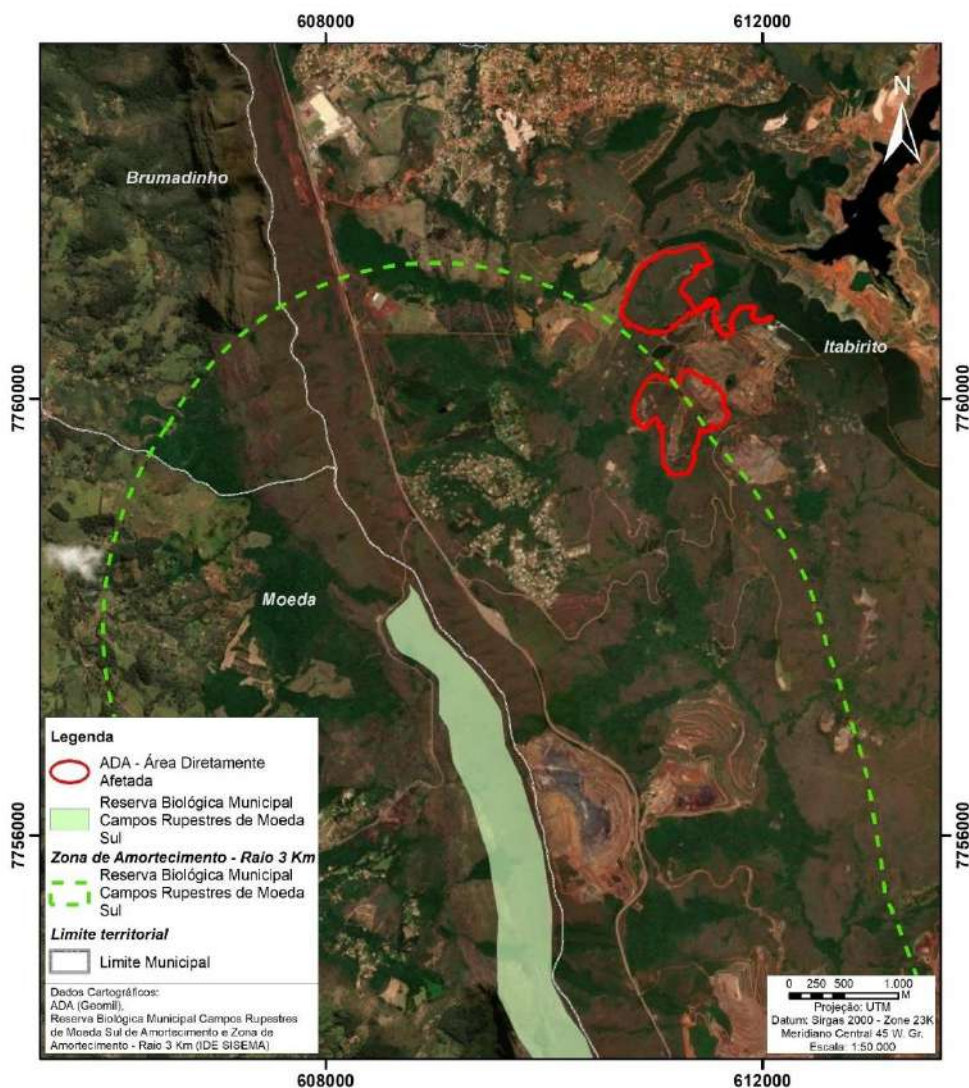 608000
612000
N
Brumadinho
Itabirito
7760000
7760000
Moeda
Legenda
ADA - Área Diretamente
Afetada
Reserva Biológica Municipal
Campos Rupestres de Moeda
Sul
Zona de Amortecimento - Raio 3 Km
Reserva Biológica Municipal
Campos Rupestres de Moeda
Sul
Limite territorial
Limite Municipal
Dados Cartográficos:
ADA (Geomil),
Reserva Biológica Municipal Campos Rupestres
de Moeda Sul de Amortecimento e Zona de
Amortecimento - Raio 3 Km (IDE SISEMA)
7756000
7756000
0 250 500 1.000
M
Projeção: UTM
Datum: Sirgas 2000 - Zone 23K
Meridiano Central 45 W. Gr.
Escala: 1:50.000
608000
612000